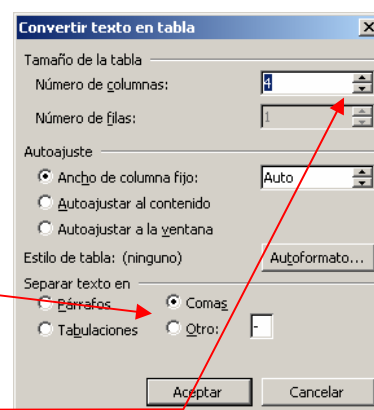 Convertir texto en tabla
Tamaño de la tabla
Número de columnas: 4
Número de filas: 1
Autoajuste
Ancho de columna fijo: Auto
Autoajustar al contenido
Autoajustar a la ventana
Estilo de tabla: (ninguno) Autoformato...
Separar texto en
Párrafos Comas
Tabulaciones Otro: -
Aceptar Cancelar